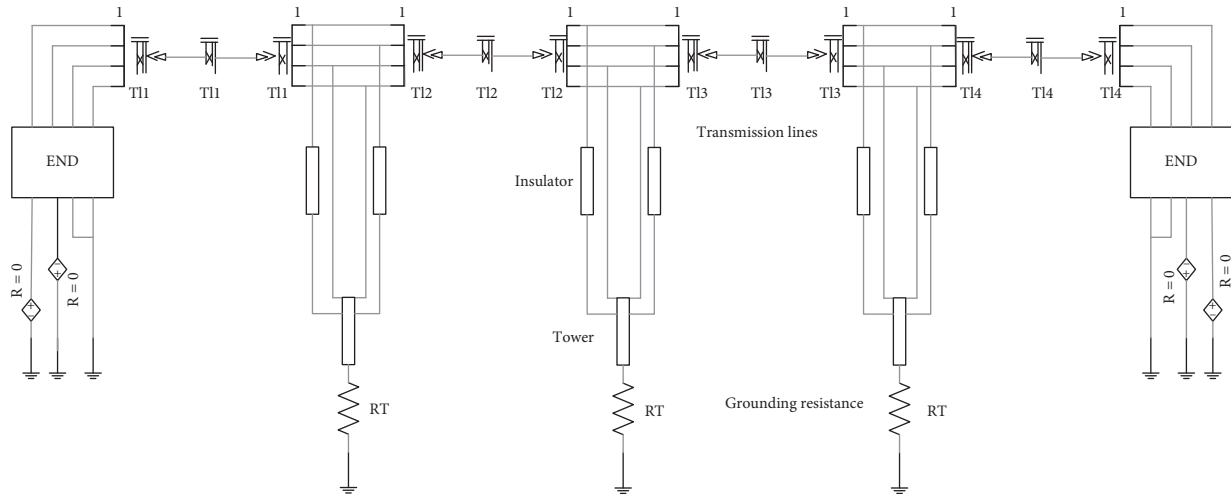 1 1 1 1 1 1 1 1
Tl1 Tl1 Tl1 Tl2 Tl2 Tl2 Tl3 Tl3 Tl3 Tl4 Tl4 Tl4
Transmission lines
END END
Insulator
R = 0 R = 0 R = 0 R = 0
+ − − + − + + −
Tower
RT RT Grounding resistance RT